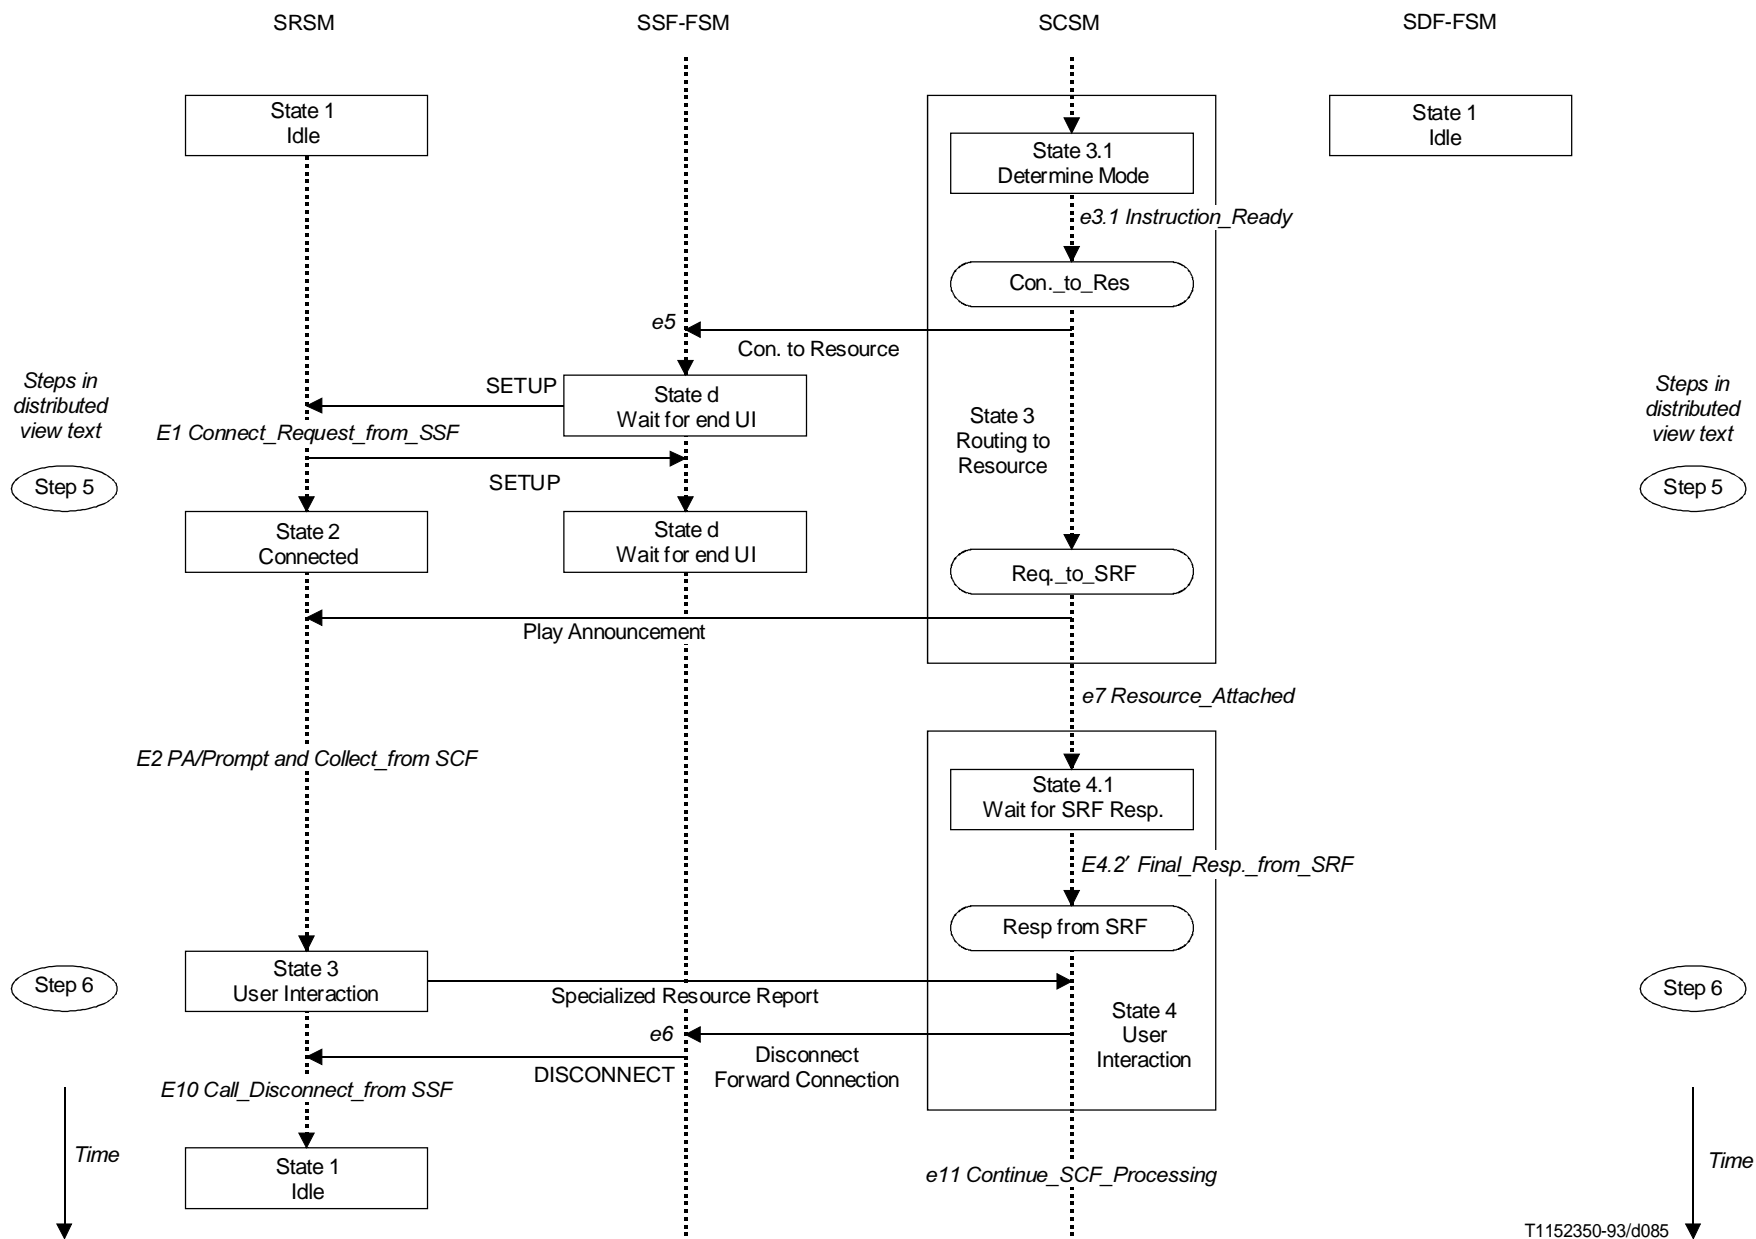 SRSM
SSF-FSM
SCSM
SDF-FSM
State 1
Idle
State 1
Idle
State 3.1
Determine Mode
e3.1 Instruction_Ready
Con._to_Res
e5
Con. to Resource
Steps in
distributed
view text
SETUP
State d
Wait for end UI
State 3
Routing to
Resource
Steps in
distributed
view text
E1 Connect_Request_from_SSF
SETUP
Step 5
Step 5
State 2
Connected
State d
Wait for end UI
Req._to_SRF
Play Announcement
e7 Resource_Attached
E2 PA/Prompt and Collect_from SCF
State 4.1
Wait for SRF Resp.
E4.2′ Final_Resp._from_SRF
Resp from SRF
Step 6
State 3
User Interaction
Specialized Resource Report
Step 6
State 4
User
Interaction
e6
Disconnect
Forward Connection
DISCONNECT
E10 Call_Disconnect_from SSF
Time
State 1
Idle
e11 Continue_SCF_Processing
Time
T1152350-93/d085